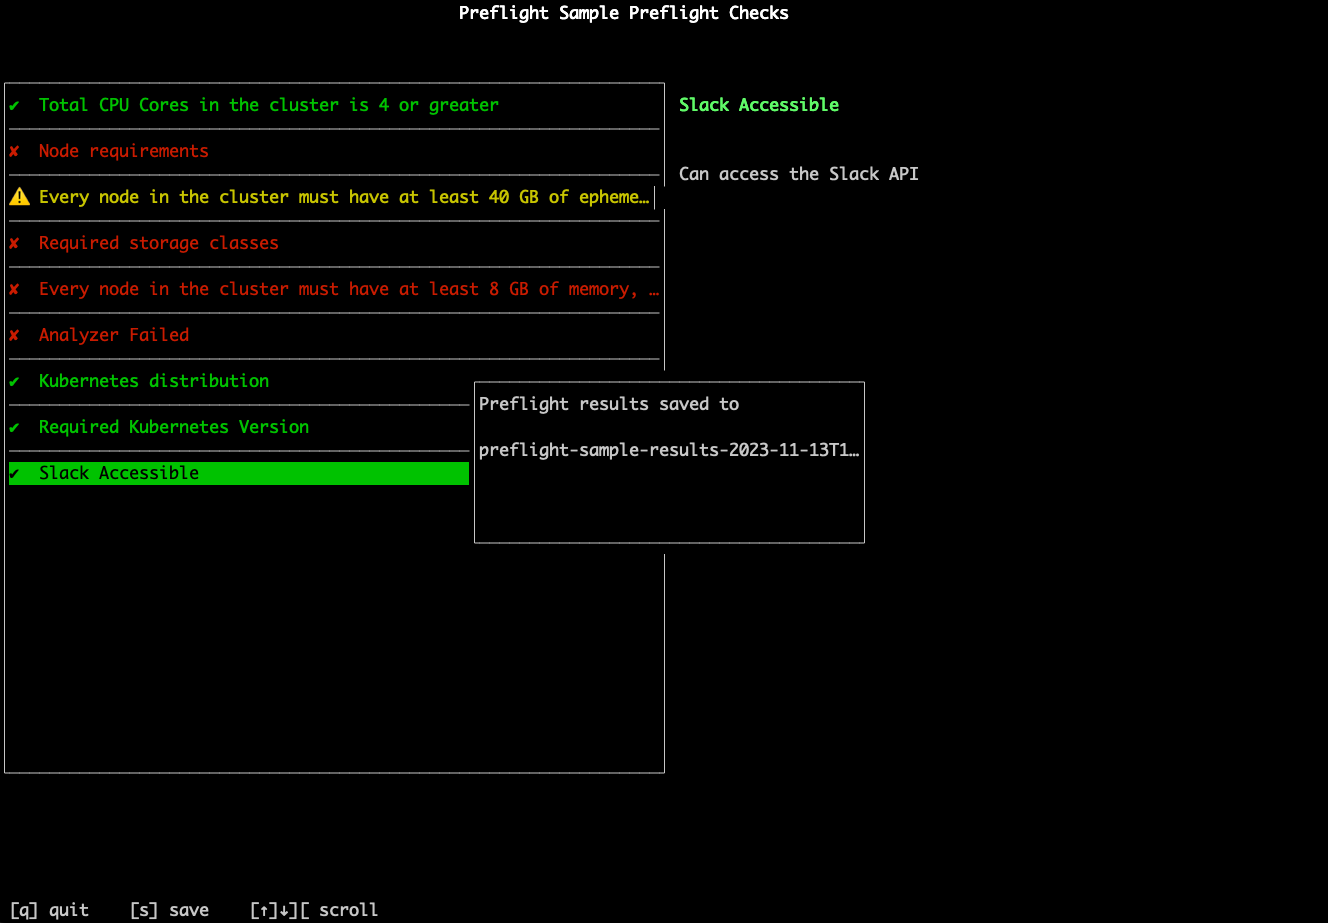 Preflight Sample Preflight Checks
✔ Total CPU Cores in the cluster is 4 or greater
✘ Node requirements
⚠ Every node in the cluster must have at least 40 GB of epheme…
✘ Required storage classes
✘ Every node in the cluster must have at least 8 GB of memory, …
✘ Analyzer Failed
✔ Kubernetes distribution
✔ Required Kubernetes Version
✔ Slack Accessible
Slack Accessible
Can access the Slack API
Preflight results saved to
preflight-sample-results-2023-11-13T1…
[q] quit [s] save [↑]↓][ scroll